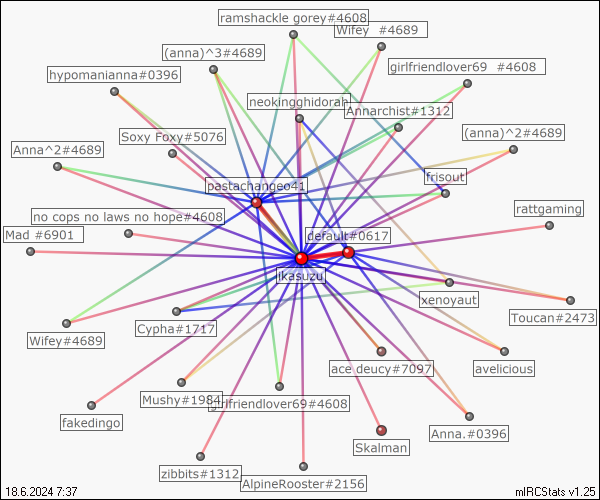 ramshackle gorey#4608
Wifey #4689
(anna)^3#4689
girlfriendlover69 #4608
hypomanianna#0396
neokingghidorah
Annarchist#1312
Soxy Foxy#5076
(anna)^2#4689
Anna^2#4689
pastachangeo41
frisout
no cops no laws no hope#4608
rattgaming
Mad #6901
default#0617
ikasuzu
xenoyaut
Toucan#2473
Cypha#1717
Wifey#4689
ace deucy#7097
avelicious
Mushy#1984
girlfriendlover69#4608
fakedingo
Anna.#0396
Skalman
zibbits#1312
AlpineRooster#2156
18.6.2024 7:37
mIRCStats v1.25